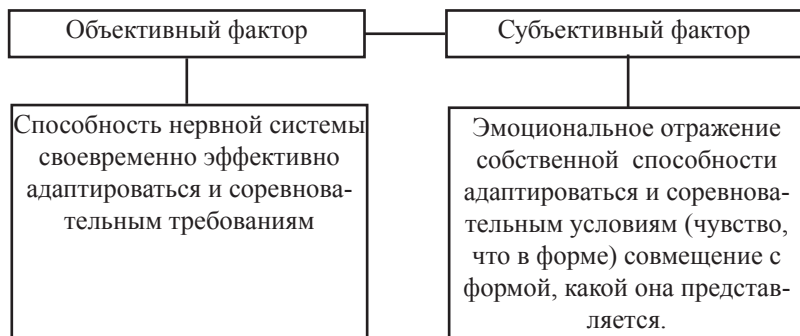 Объективный фактор
Субъективный фактор
Способность нервной системы
своевременно эффективно
адаптироваться и соревнова-
тельным требованиям
Эмоциональное отражение
собственной способности
адаптироваться и соревнова-
тельным условиям (чувство,
что в форме) совмещение с
формой, какой она представ-
ляется.